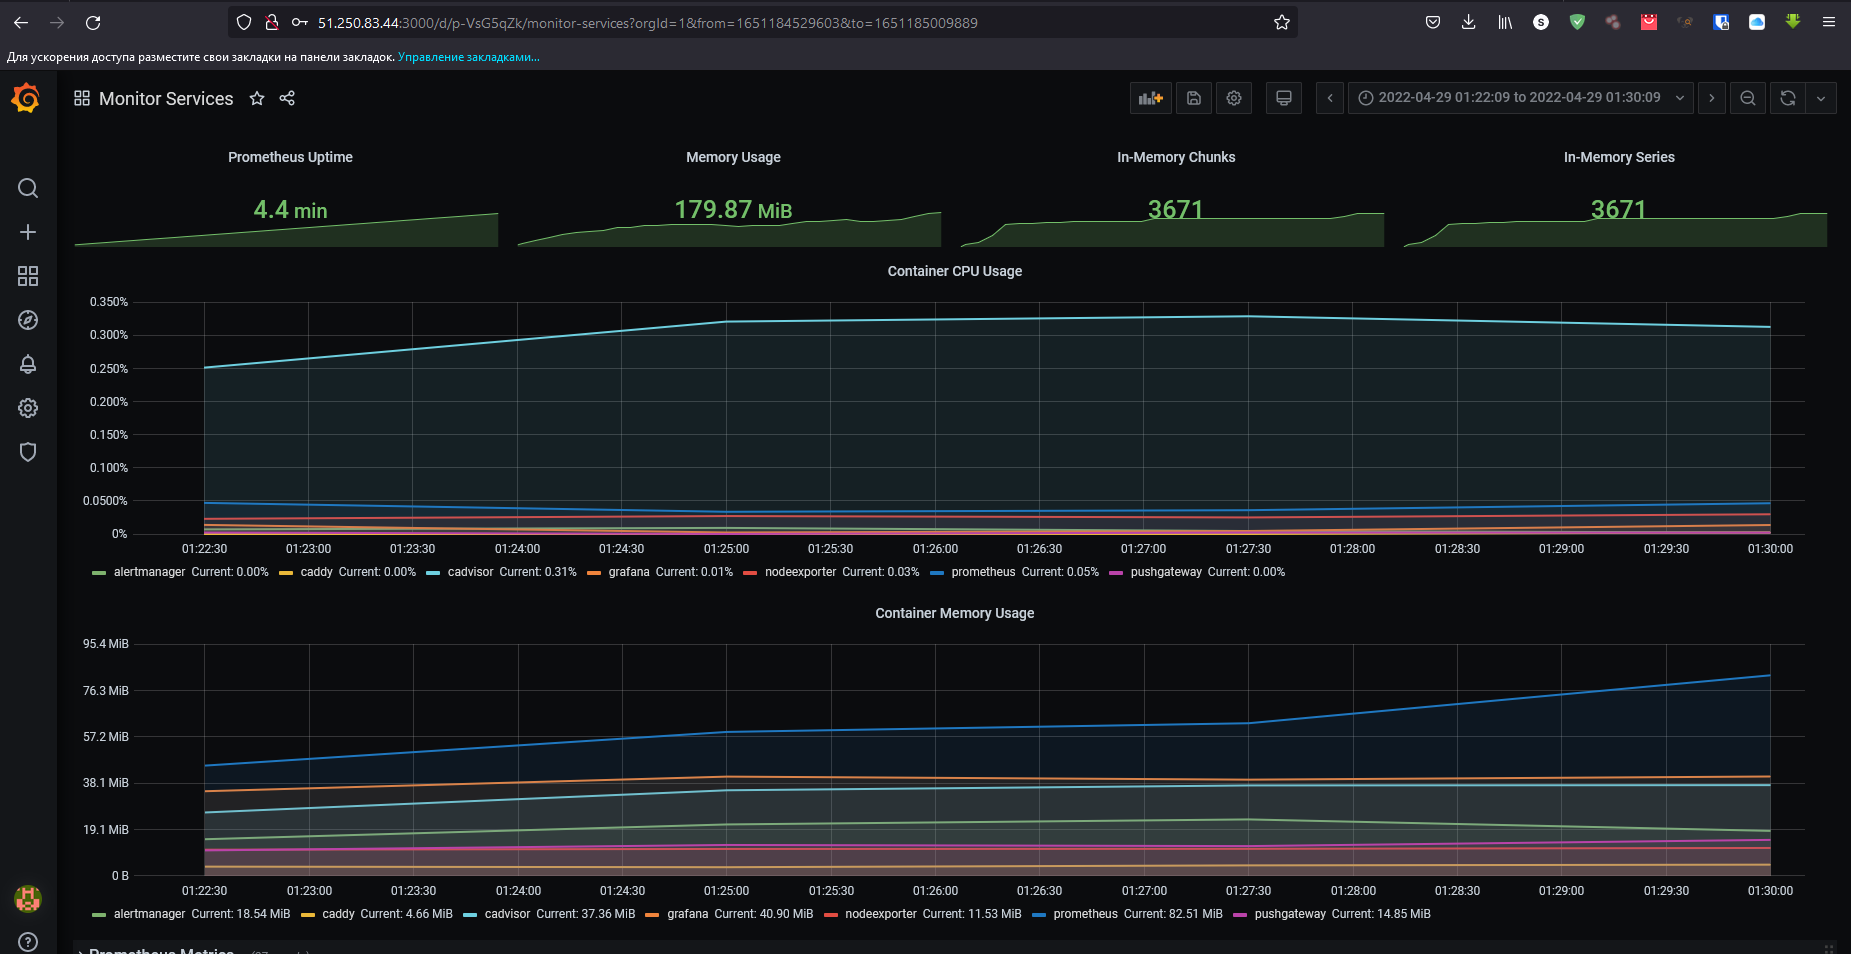 51.250.83.44:3000/d/p-VsG5qZk/monitor-services?orgId=1&from=1651184529603&to=1651185009889
Для ускорения доступа разместите свои закладки на панели закладок. Управление закладками...
Monitor Services
2022-04-29 01:22:09 to 2022-04-29 01:30:09
Prometheus Uptime
Memory Usage
In-Memory Chunks
In-Memory Series
4.4 min
179.87 MiB
3671
3671
Container CPU Usage
0.350%
0.300%
0.250%
0.200%
0.150%
0.100%
0.0500%
0%
01:22:30 01:23:00 01:23:30 01:24:00 01:24:30 01:25:00 01:25:30 01:26:00 01:26:30 01:27:00 01:27:30 01:28:00 01:28:30 01:29:00 01:29:30 01:30:00
alertmanager Current: 0.00% caddy Current: 0.00% cadvisor Current: 0.31% grafana Current: 0.01% nodeexporter Current: 0.03% prometheus Current: 0.05% pushgateway Current: 0.00%
Container Memory Usage
95.4 MiB
76.3 MiB
57.2 MiB
38.1 MiB
19.1 MiB
0 B
01:22:30 01:23:00 01:23:30 01:24:00 01:24:30 01:25:00 01:25:30 01:26:00 01:26:30 01:27:00 01:27:30 01:28:00 01:28:30 01:29:00 01:29:30 01:30:00
alertmanager Current: 18.54 MiB caddy Current: 4.66 MiB cadvisor Current: 37.36 MiB grafana Current: 40.90 MiB nodeexporter Current: 11.53 MiB prometheus Current: 82.51 MiB pushgateway Current: 14.85 MiB
Prometheus Metrics